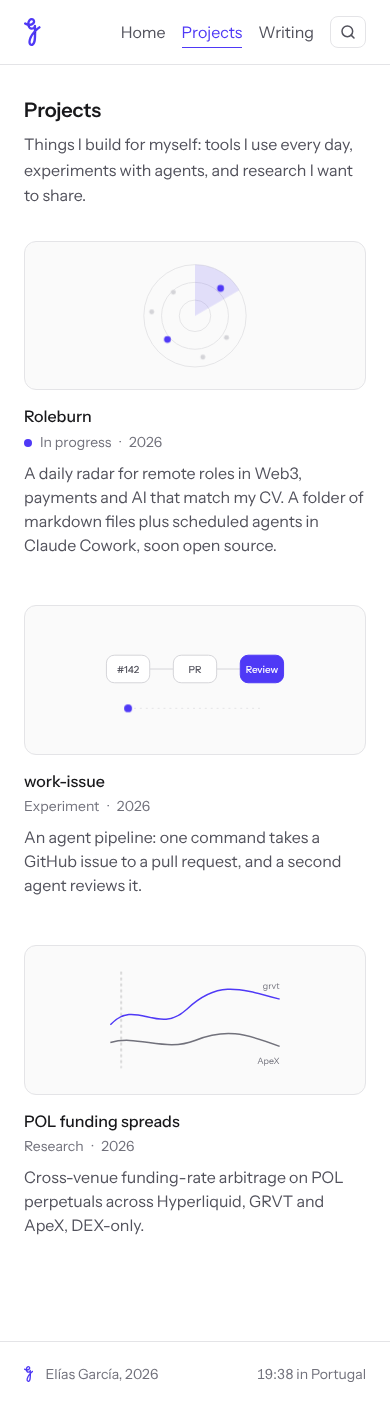 Home Projects Writing
Projects
Things I build for myself: tools I use every day,
experiments with agents, and research I want
to share.
Roleburn
In progress · 2026
A daily radar for remote roles in Web3,
payments and AI that match my CV. A folder of
markdown files plus scheduled agents in
Claude Cowork, soon open source.
#142 PR Review
work-issue
Experiment · 2026
An agent pipeline: one command takes a
GitHub issue to a pull request, and a second
agent reviews it.
grvt
ApeX
POL funding spreads
Research · 2026
Cross-venue funding-rate arbitrage on POL
perpetuals across Hyperliquid, GRVT and
ApeX, DEX-only.
Elías García, 2026 19:38 in Portugal